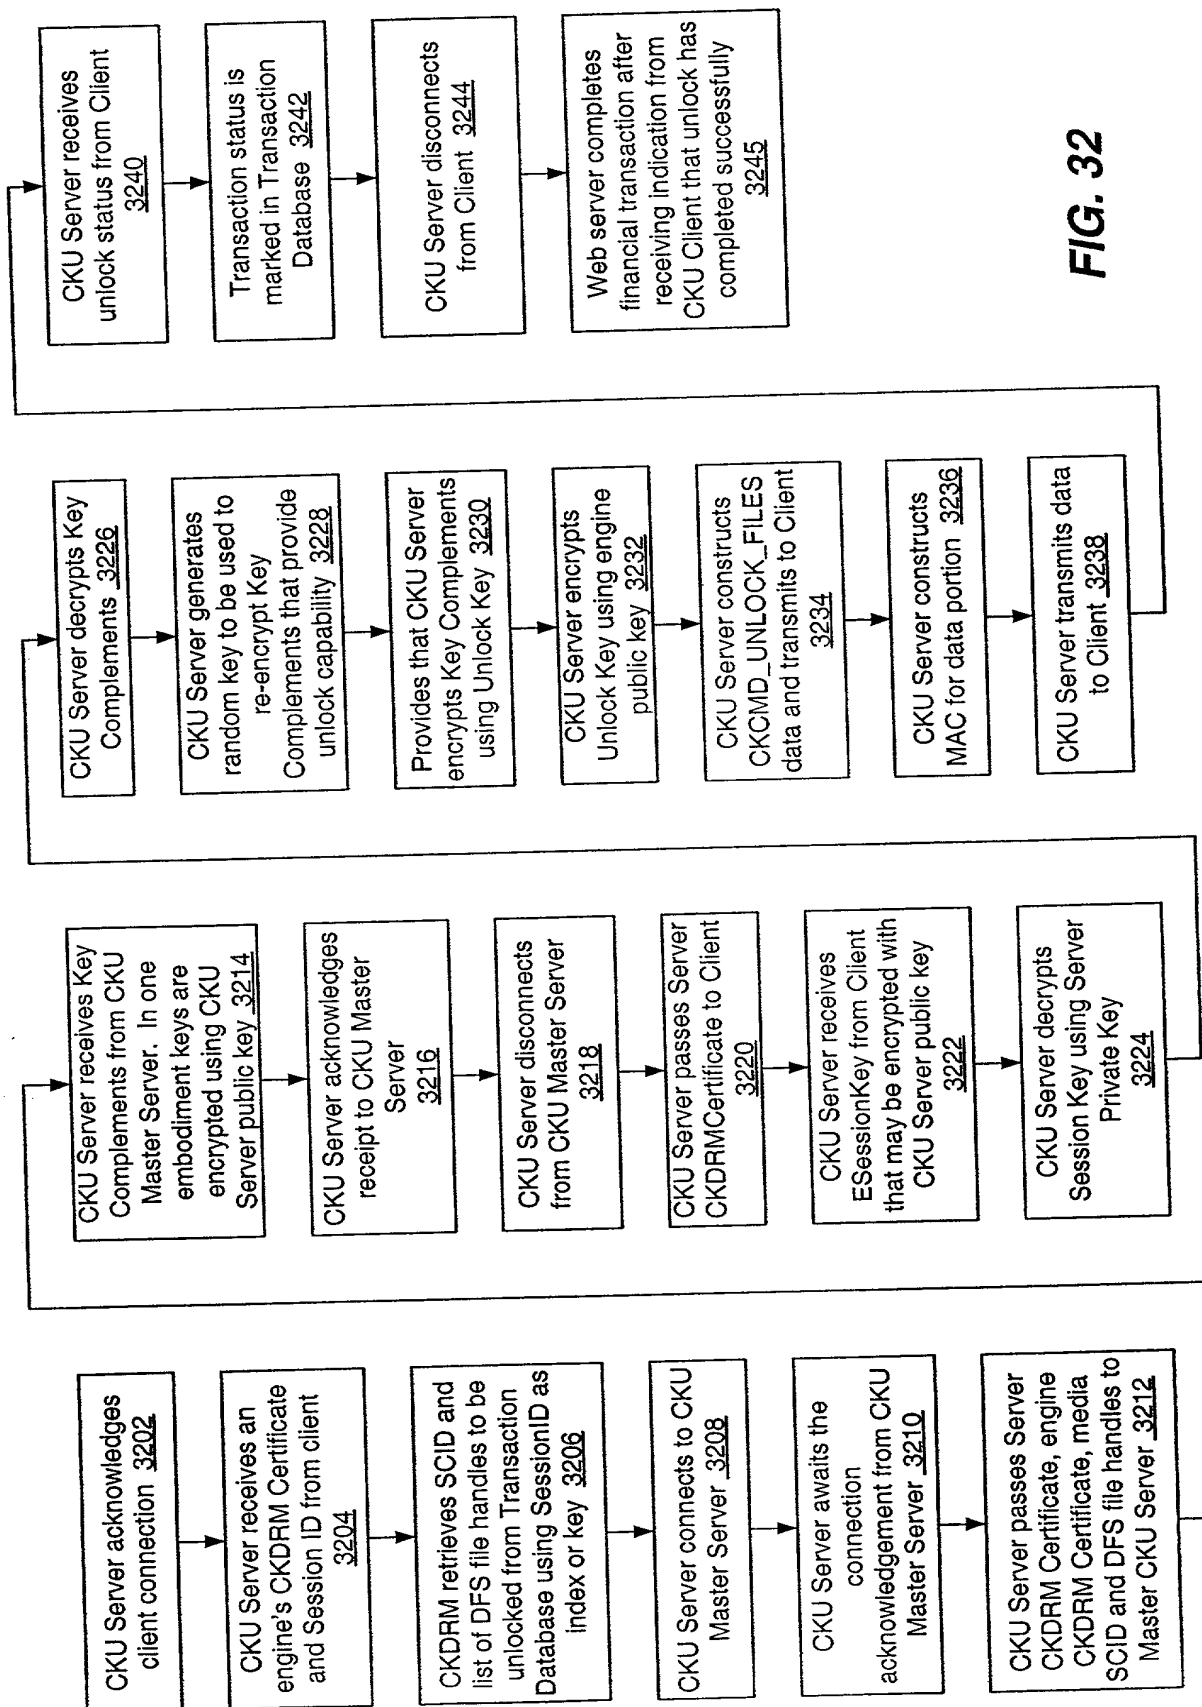 CKU Server acknowledges
client connection 3202
CKU Server receives an
engine's CKDRM Certificate
and Session ID from client
3204
CKDRM retrieves SCID and
list of DFS file handles to be
unlocked from Transaction
Database using SessionID as
index or key 3206
CKU Server connects to CKU
Master Server 3208
CKU Server awaits the
connection
acknowledgement from CKU
Master Server 3210
CKU Server passes Server
CKDRM Certificate, engine
CKDRM Certificate, media
SCID and DFS file handles to
Master CKU Server 3212
CKU Server receives Key
Complements from CKU
Master Server. In one
embodiment keys are
encrypted using CKU
Server public key 3214
CKU Server acknowledges
receipt to CKU Master
Server
3216
CKU Server disconnects
from CKU Master Server
3218
CKU Server passes Server
CKDRMCertificate to Client
3220
CKU Server receives
ESessionKey from Client
that may be encrypted with
CKU Server public key
3222
CKU Server decrypts
Session Key using Server
Private Key
3224
CKU Server decrypts Key
Complements 3226
CKU Server generates
random key to be used to
re-encrypt Key
Complements that provide
unlock capability 3228
Provides that CKU Server
encrypts Key Complements
using Unlock Key 3230
CKU Server encrypts
Unlock Key using engine
public key 3232
CKU Server constructs
CKCMD_UNLOCK_FILES
data and transmits to Client
3234
CKU Server constructs
MAC for data portion 3236
CKU Server transmits data
to Client 3238
CKU Server receives
unlock status from Client
3240
Transaction status is
marked in Transaction
Database 3242
CKU Server disconnects
from Client 3244
Web server completes
financial transaction after
receiving indication from
CKU Client that unlock has
completed successfully
3245
FIG. 32